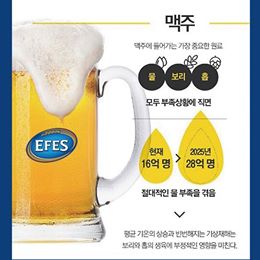 맥주
맥주에 들어가는 가장 중요한 원료
물 보리 홉
모두 부족상황에 직면
현재
16억 명
2025년
28억 명
절대적인 물 부족을 겪음
평균 기온의 상승과 빈번해지는 가상재해는
보리와 홉의 생육에 부정적인 영향을 미친다.
EFES